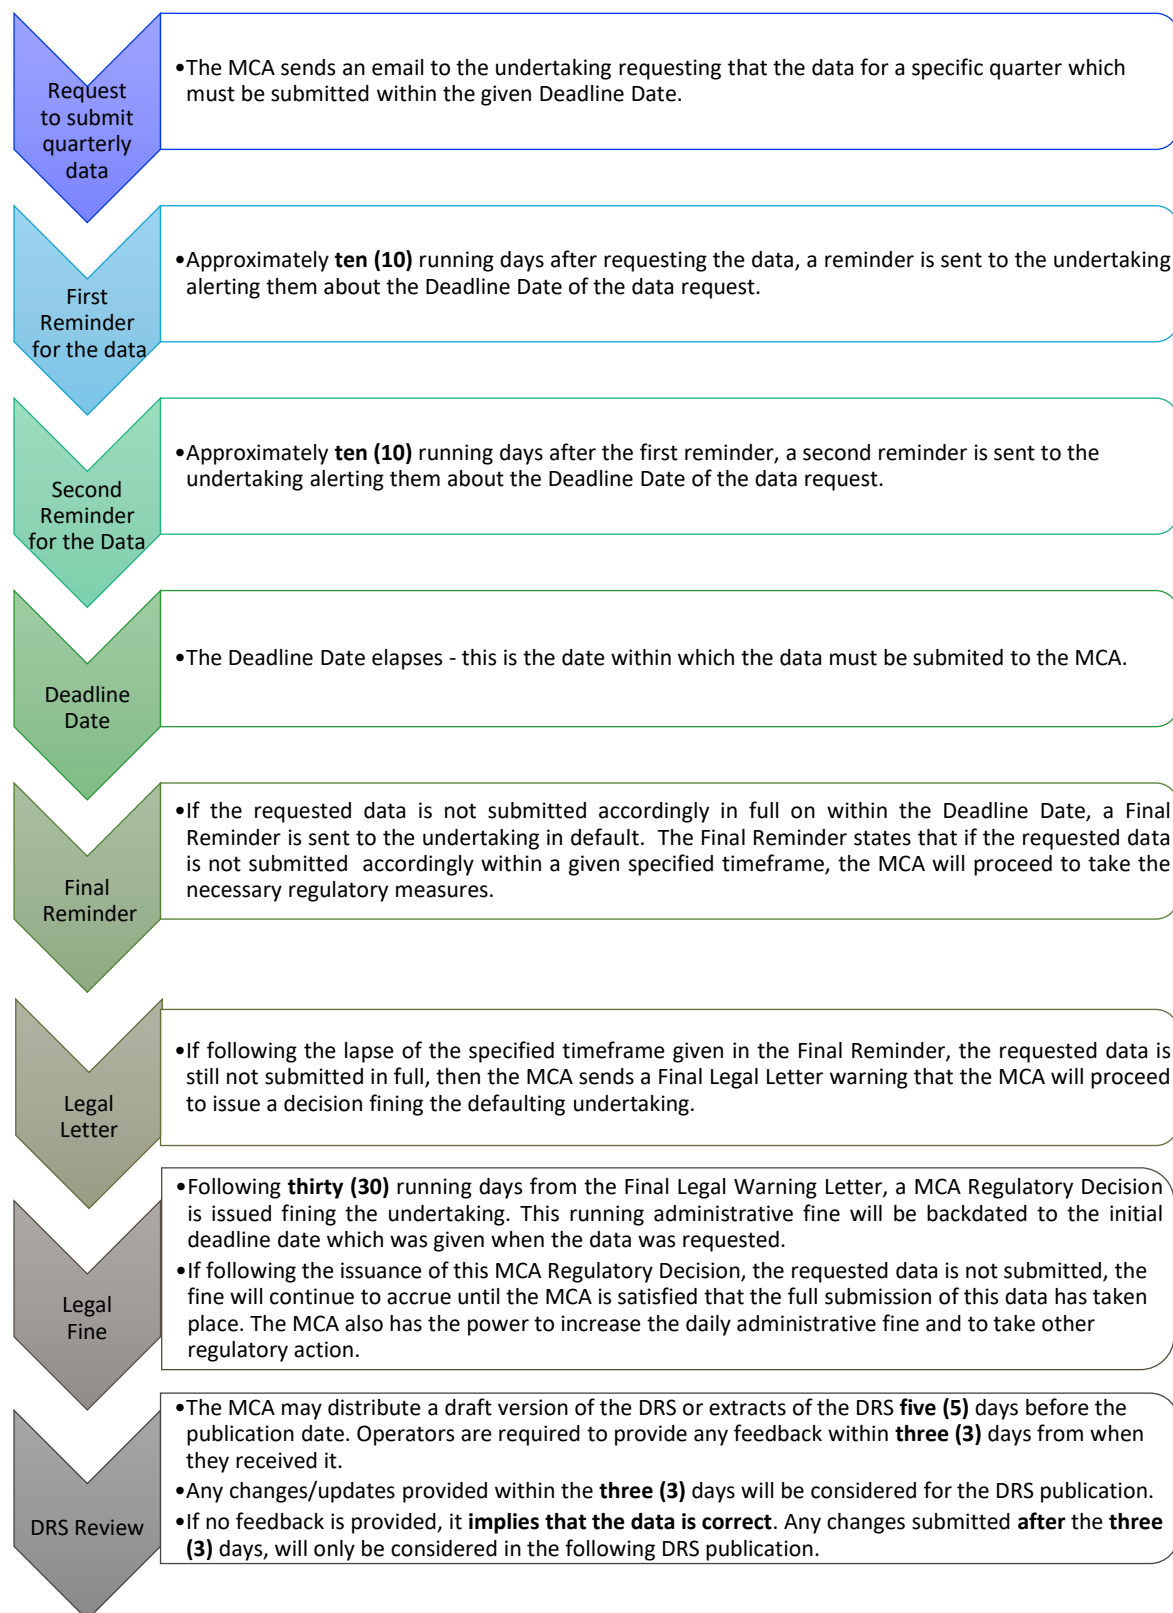 Request
to submit
quarterly
data
•The MCA sends an email to the undertaking requesting that the data for a specific quarter which
must be submitted within the given Deadline Date.
First
Reminder
for the data
•Approximately ten (10) running days after requesting the data, a reminder is sent to the undertaking
alerting them about the Deadline Date of the data request.
Second
Reminder
for the Data
•Approximately ten (10) running days after the first reminder, a second reminder is sent to the
undertaking alerting them about the Deadline Date of the data request.
Deadline
Date
•The Deadline Date elapses - this is the date within which the data must be submited to the MCA.
Final
Reminder
•If the requested data is not submitted accordingly in full on within the Deadline Date, a Final
Reminder is sent to the undertaking in default. The Final Reminder states that if the requested data
is not submitted accordingly within a given specified timeframe, the MCA will proceed to take the
necessary regulatory measures.
Legal
Letter
•If following the lapse of the specified timeframe given in the Final Reminder, the requested data is
still not submitted in full, then the MCA sends a Final Legal Letter warning that the MCA will proceed
to issue a decision fining the defaulting undertaking.
Legal
Fine
•Following thirty (30) running days from the Final Legal Warning Letter, a MCA Regulatory Decision
is issued fining the undertaking. This running administrative fine will be backdated to the initial
deadline date which was given when the data was requested.
•If following the issuance of this MCA Regulatory Decision, the requested data is not submitted, the
fine will continue to accrue until the MCA is satisfied that the full submission of this data has taken
place. The MCA also has the power to increase the daily administrative fine and to take other
regulatory action.
DRS Review
•The MCA may distribute a draft version of the DRS or extracts of the DRS five (5) days before the
publication date. Operators are required to provide any feedback within three (3) days from when
they received it.
•Any changes/updates provided within the three (3) days will be considered for the DRS publication.
•If no feedback is provided, it implies that the data is correct. Any changes submitted after the three
(3) days, will only be considered in the following DRS publication.